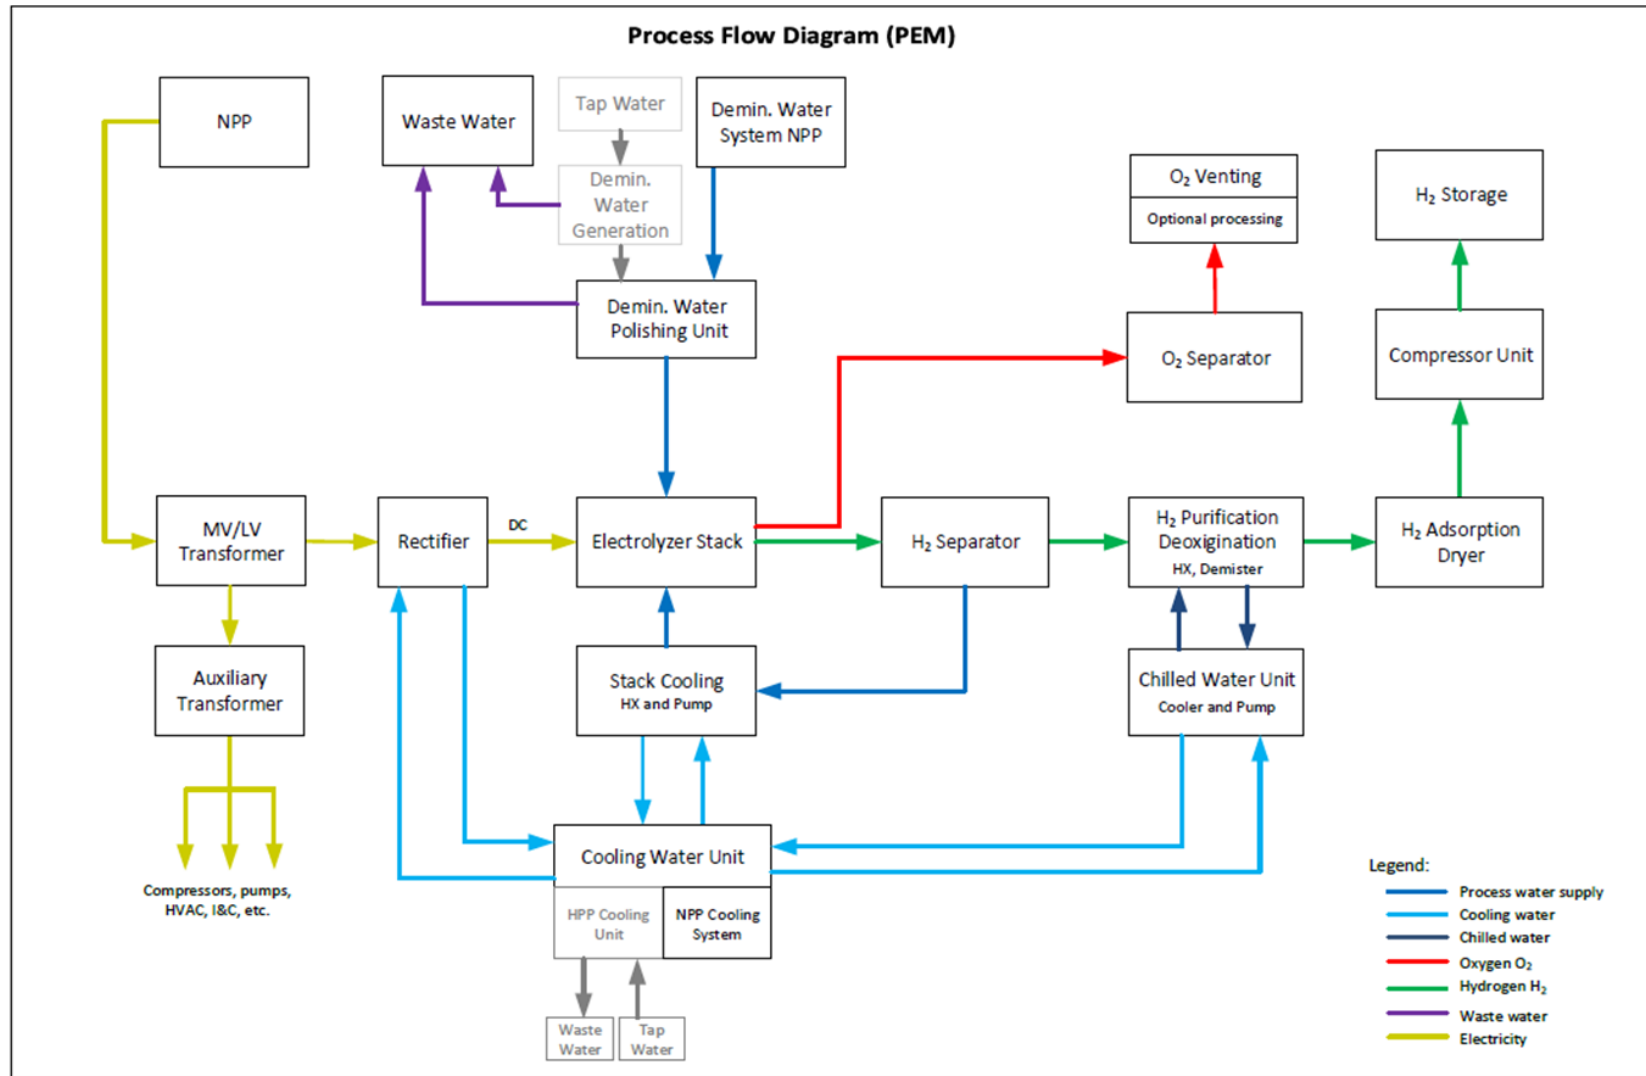 Process Flow Diagram (PEM)
NPP
Waste Water
Tap Water
Demin. Water
System NPP
Demin.
Water
Generation
O₂ Venting
Optional processing
H₂ Storage
Demin. Water
Polishing Unit
O₂ Separator
Compressor Unit
MV/LV
Transformer
Rectifier
DC
Electrolyzer Stack
H₂ Separator
H₂ Purification
Deoxigination
HX, Demister
H₂ Adsorption
Dryer
Auxiliary
Transformer
Stack Cooling
HX and Pump
Chilled Water Unit
Cooler and Pump
Compressors, pumps,
HVAC, I&C, etc.
Cooling Water Unit
HPP Cooling
Unit
NPP Cooling
System
Waste
Water
Tap
Water
Legend:
Process water supply
Cooling water
Chilled water
Oxygen O₂
Hydrogen H₂
Waste water
Electricity